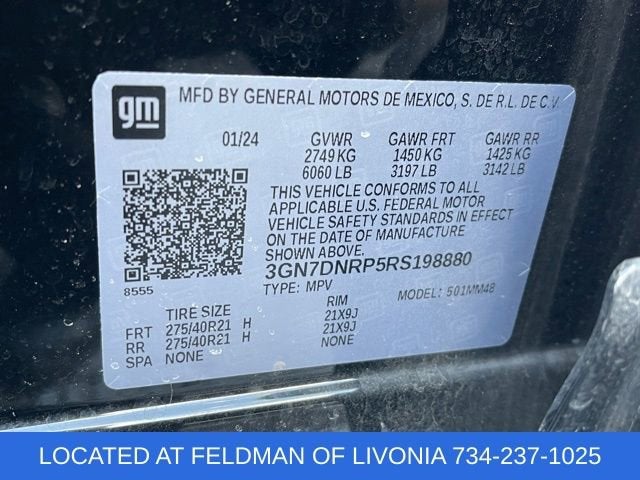 gm
MFD BY GENERAL MOTORS DE MEXICO, S. DE R.L. DE C.V.
01/24 GVWR GAWR FRT GAWR RR
2749 KG 1450 KG 1425 KG
6060 LB 3197 LB 3142 LB
THIS VEHICLE CONFORMS TO ALL
APPLICABLE U.S. FEDERAL MOTOR
VEHICLE SAFETY STANDARDS IN EFFECT
ON THE DATE OF MANUFACTURE
SHOWN ABOVE.
3GN7DNRP5RS198880
8555 TYPE: MPV MODEL: 501MM48
TIRE SIZE RIM
FRT 275/40R21 H 21X9J
RR 275/40R21 H 21X9J
SPA NONE NONE
LOCATED AT FELDMAN OF LIVONIA 734-237-1025